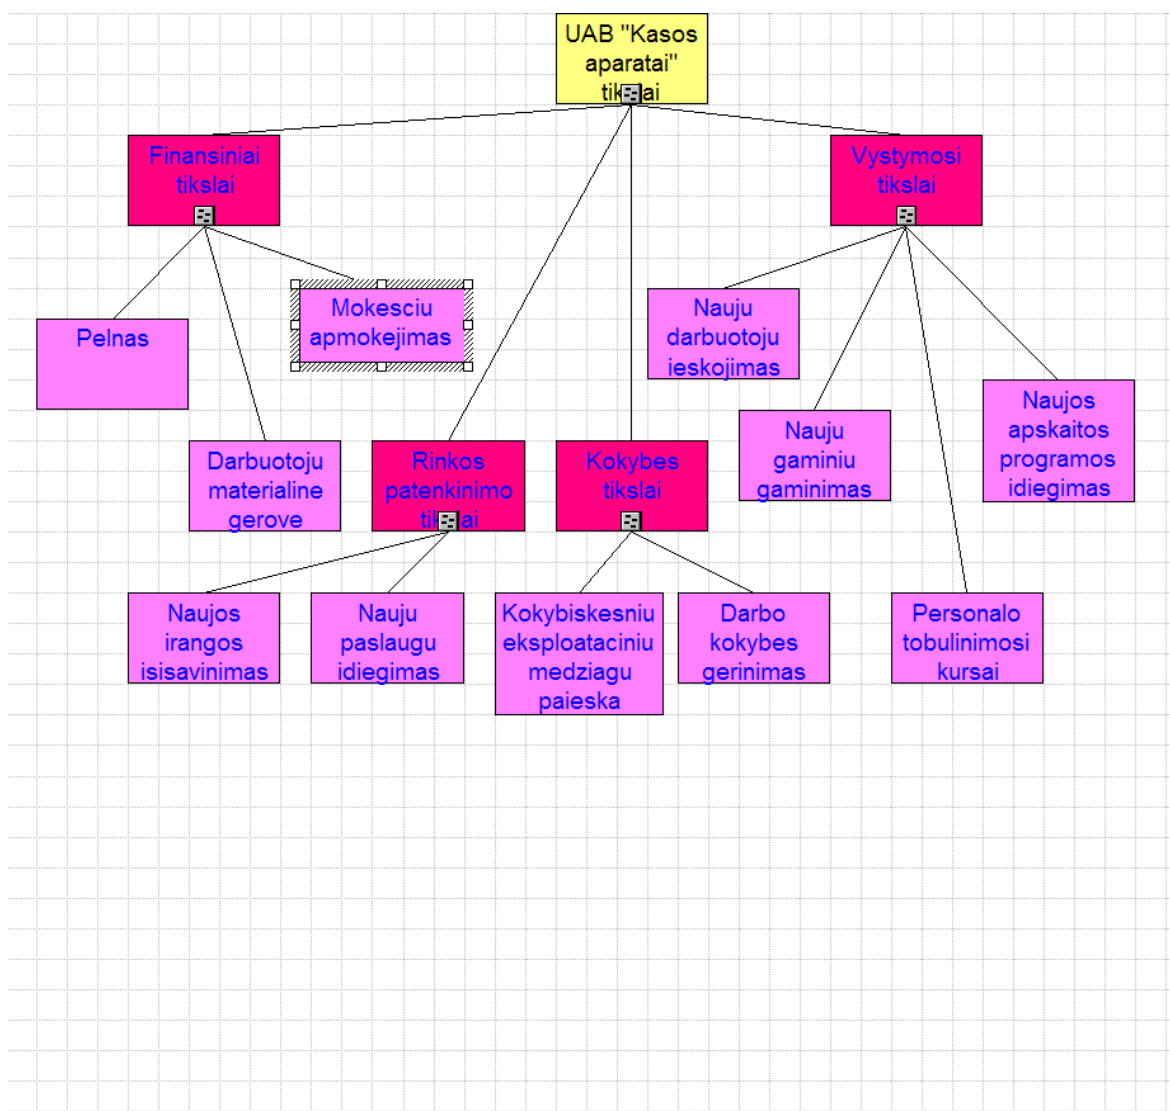 UAB "Kasos
aparatai"
tikslai
Finansiniai
tikslai
Vystymosi
tikslai
Pelnas
Mokesciu
apmokejimas
Nauju
darbuotoju
ieskojimas
Nauju
gaminiu
gaminimas
Naujos
apskaitos
programos
idiegimas
Darbuotoju
materialine
gerove
Rinkos
patenkinimo
tikslai
Kokybes
tikslai
Naujos
irangos
isisavinimas
Nauju
paslaugu
idiegimas
Kokybiskesniu
eksploataciniu
medziagu
paieska
Darbo
kokybes
gerinimas
Personalo
tobulinimosi
kursai